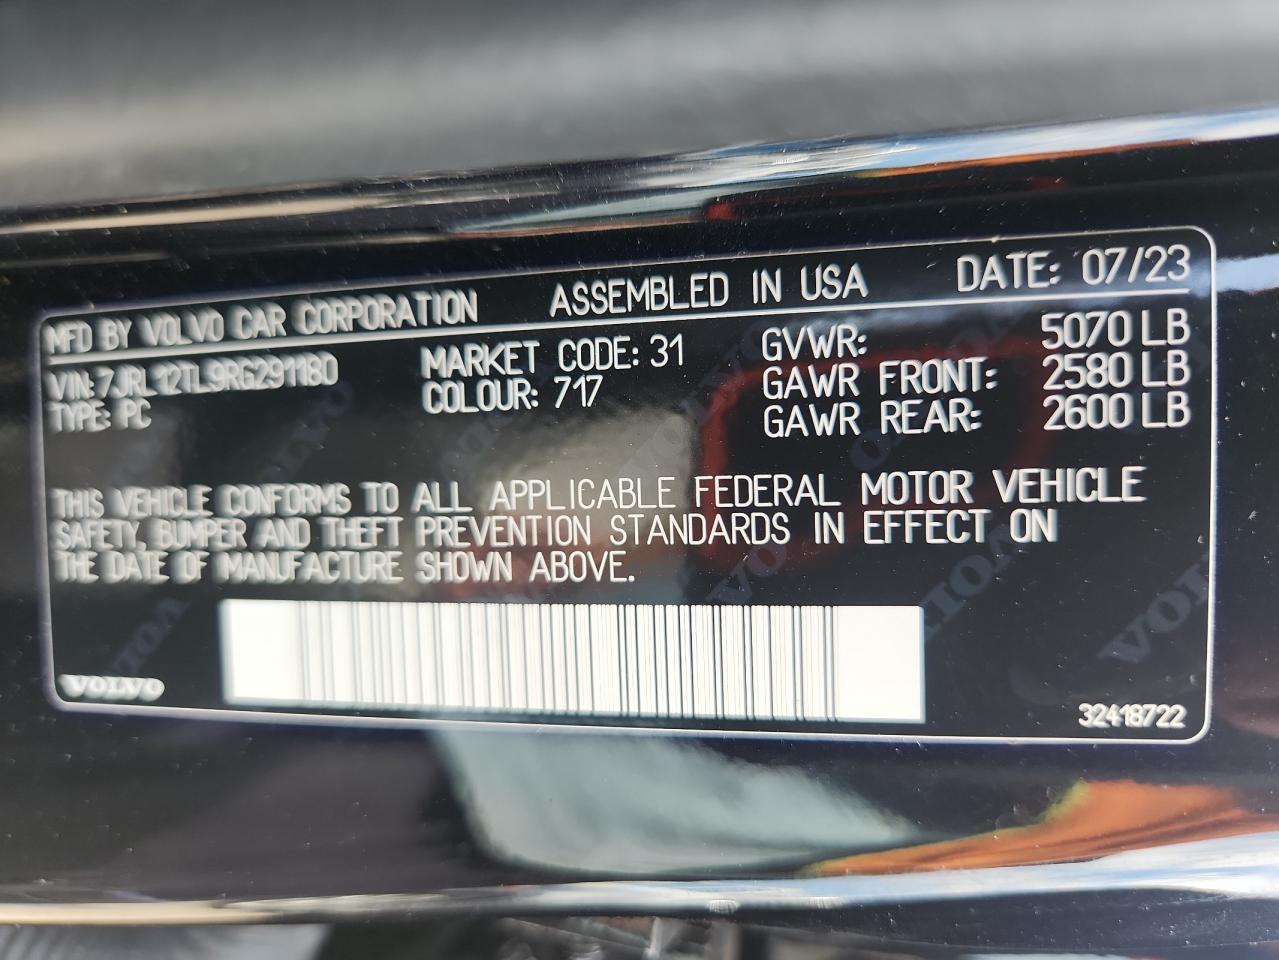 MFD BY VOLVO CAR CORPORATION ASSEMBLED IN USA DATE: 07/23
VIN: 7JRL12TL9RG291180 MARKET CODE: 31 GVWR: 5070 LB
TYPE: PC COLOUR: 717 GAWR FRONT: 2580 LB
GAWR REAR: 2600 LB
THIS VEHICLE CONFORMS TO ALL APPLICABLE FEDERAL MOTOR VEHICLE
SAFETY, BUMPER AND THEFT PREVENTION STANDARDS IN EFFECT ON
THE DATE OF MANUFACTURE SHOWN ABOVE.
VOLVO
32418722